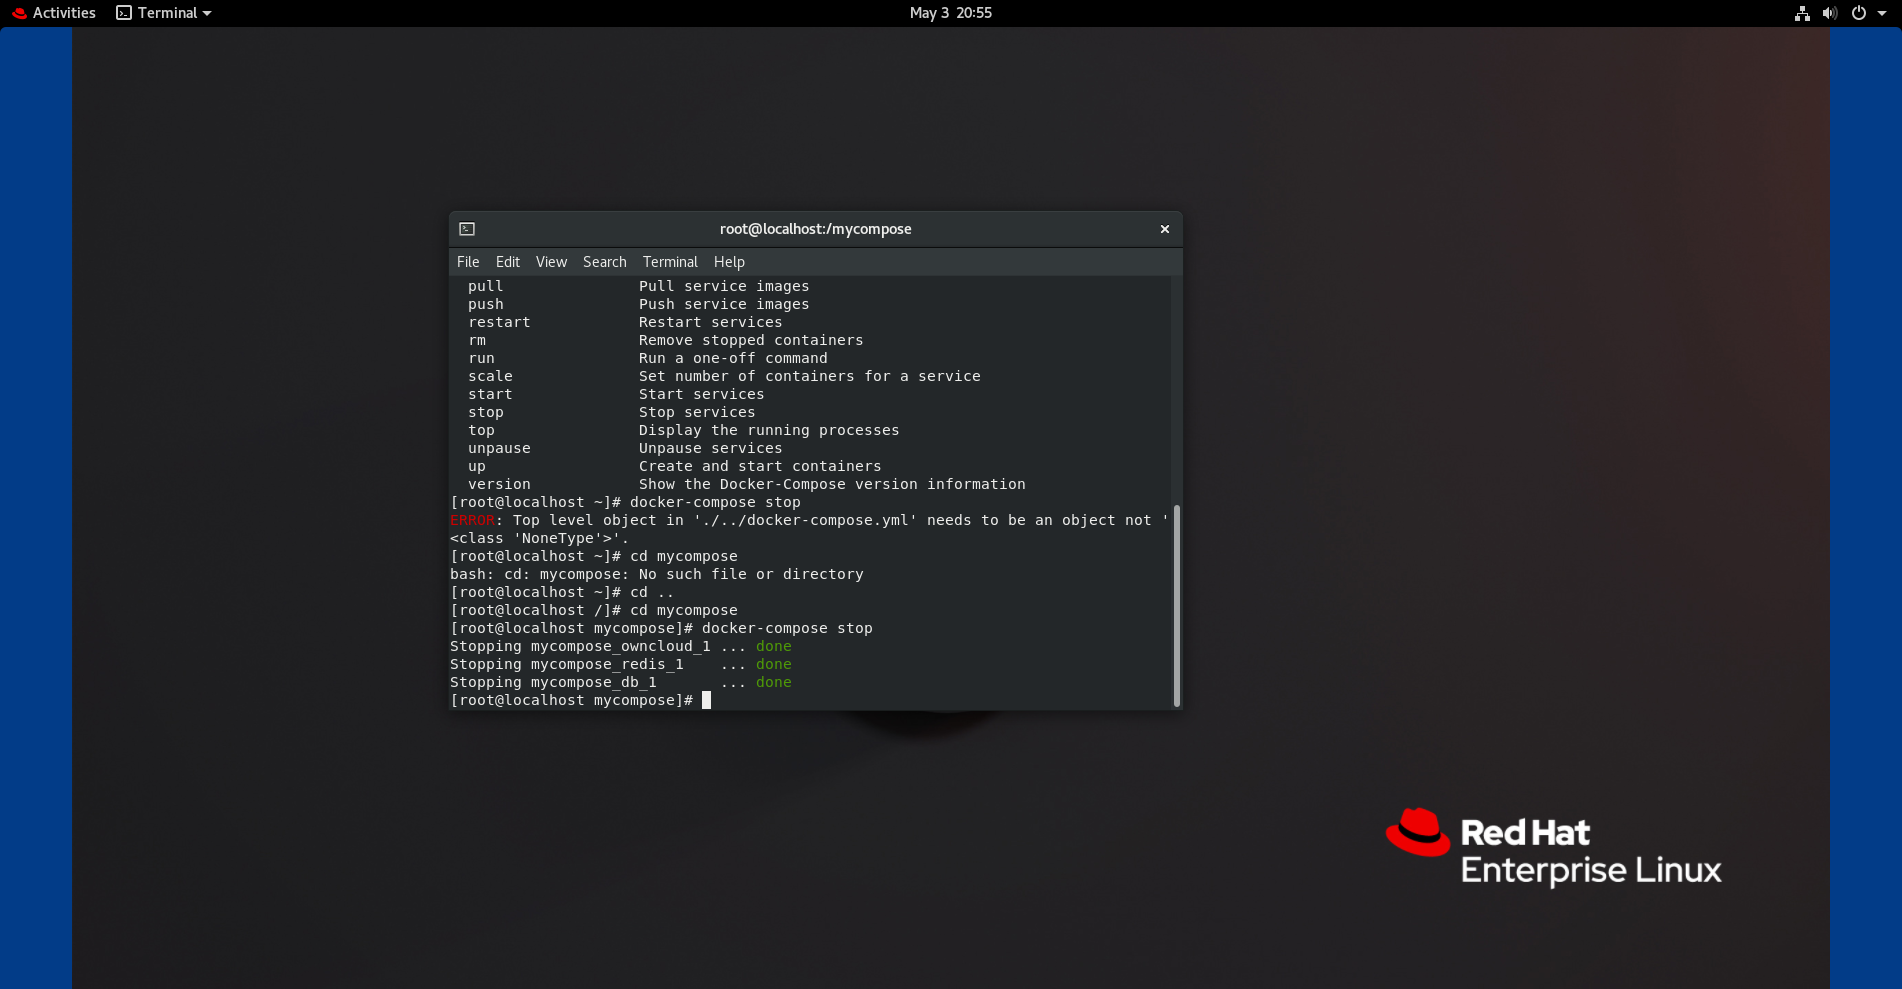 Activities Terminal May 3 20:55
root@localhost:/mycompose
File Edit View Search Terminal Help
pull Pull service images
push Push service images
restart Restart services
rm Remove stopped containers
run Run a one-off command
scale Set number of containers for a service
start Start services
stop Stop services
top Display the running processes
unpause Unpause services
up Create and start containers
version Show the Docker-Compose version information
[root@localhost ~]# docker-compose stop
ERROR: Top level object in './../docker-compose.yml' needs to be an object not '
<class 'NoneType'>'.
[root@localhost ~]# cd mycompose
bash: cd: mycompose: No such file or directory
[root@localhost ~]# cd ..
[root@localhost /]# cd mycompose
[root@localhost mycompose]# docker-compose stop
Stopping mycompose_owncloud_1 ... done
Stopping mycompose_redis_1 ... done
Stopping mycompose_db_1 ... done
[root@localhost mycompose]#
Red Hat
Enterprise Linux